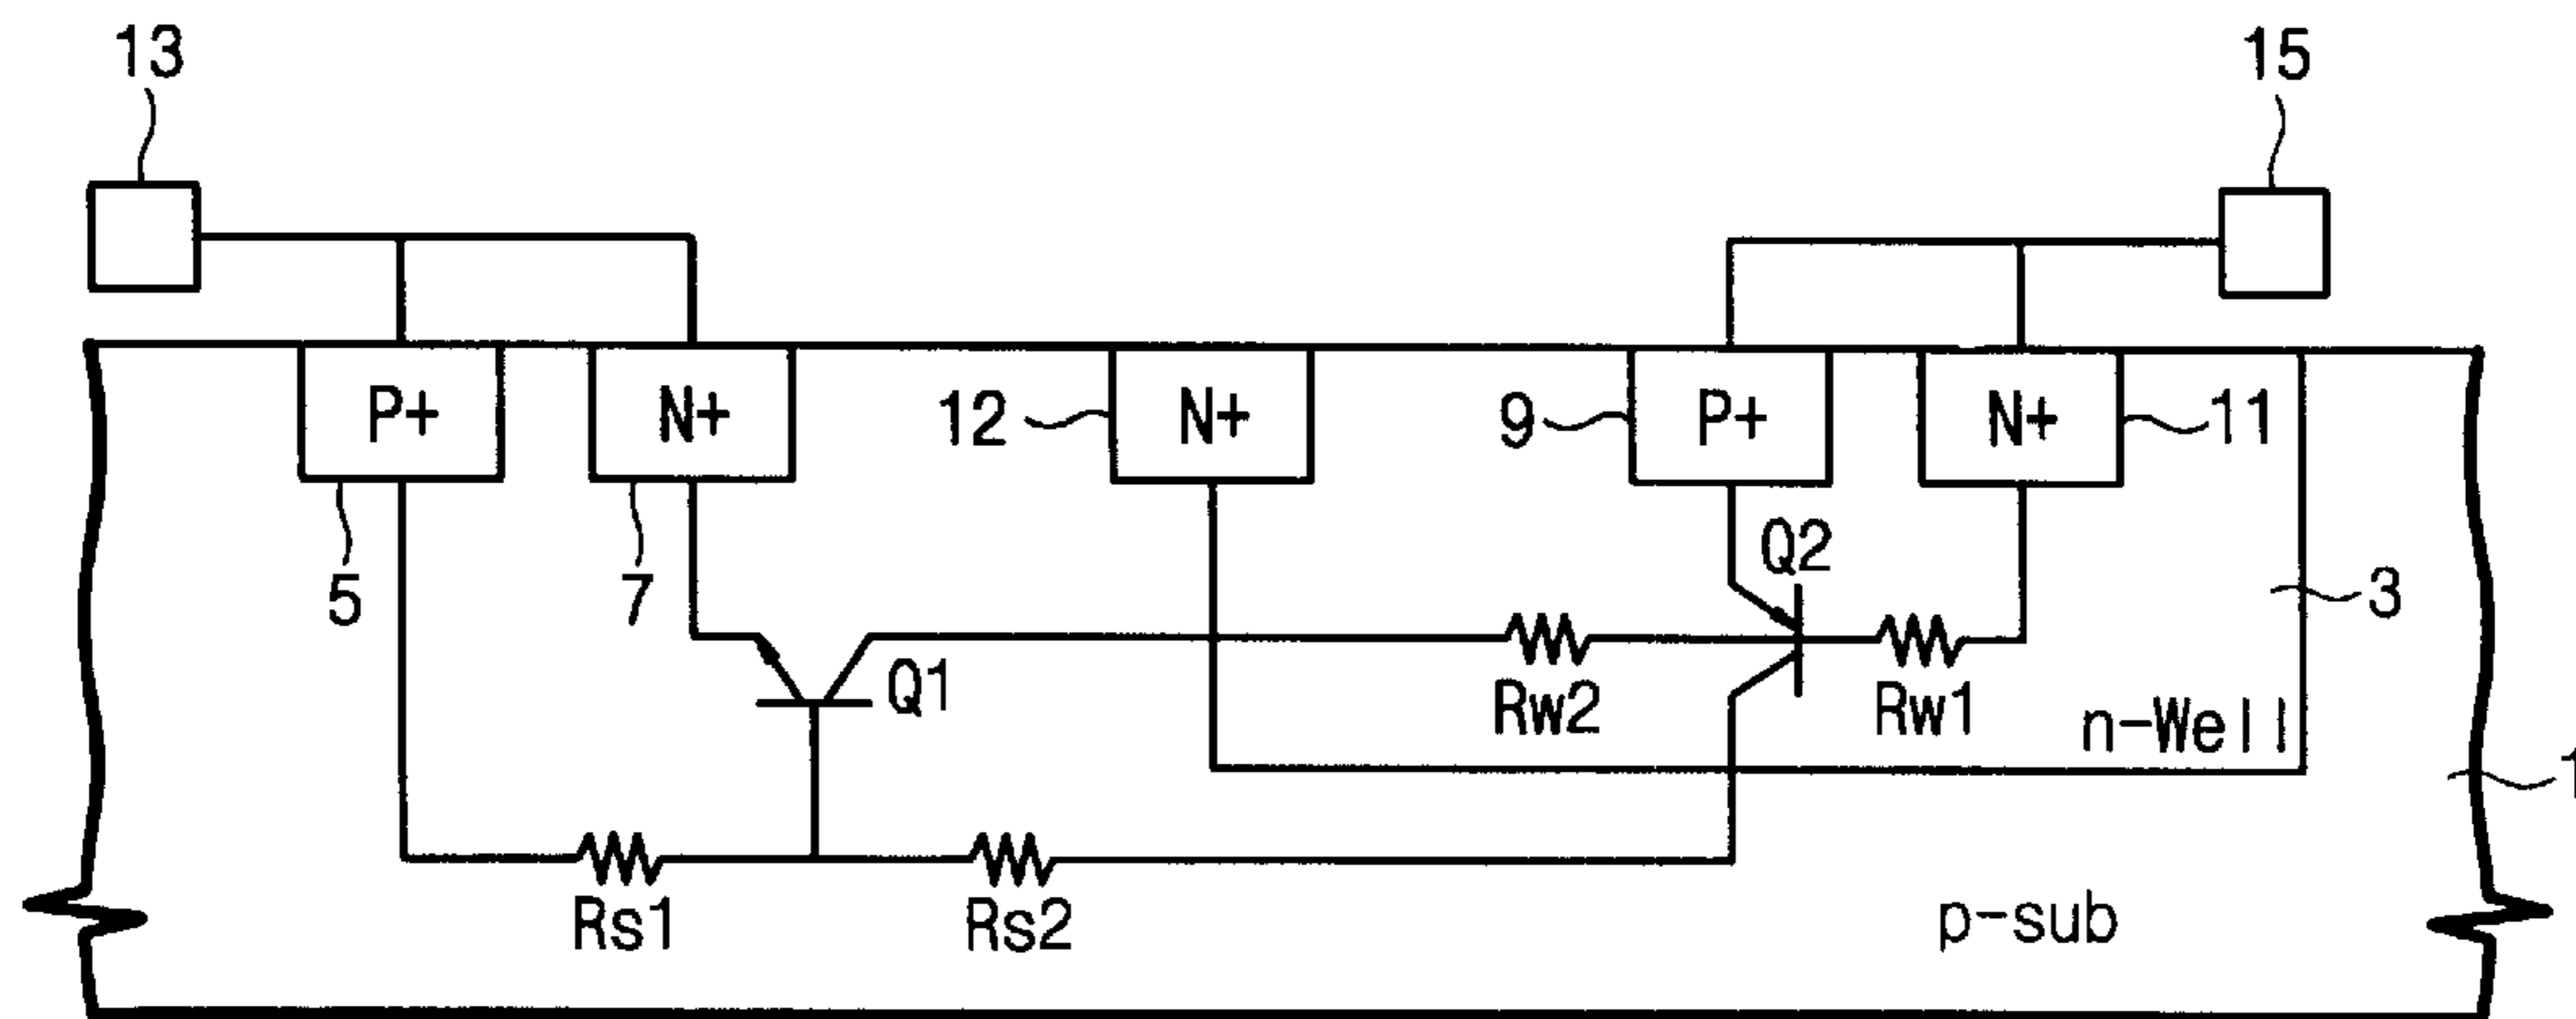 13
15
P+
N+
12
N+
9
P+
N+
11
5
7
Q2
3
Q1
Rw2
Rw1
n-Well
1
Rs1
Rs2
p-sub